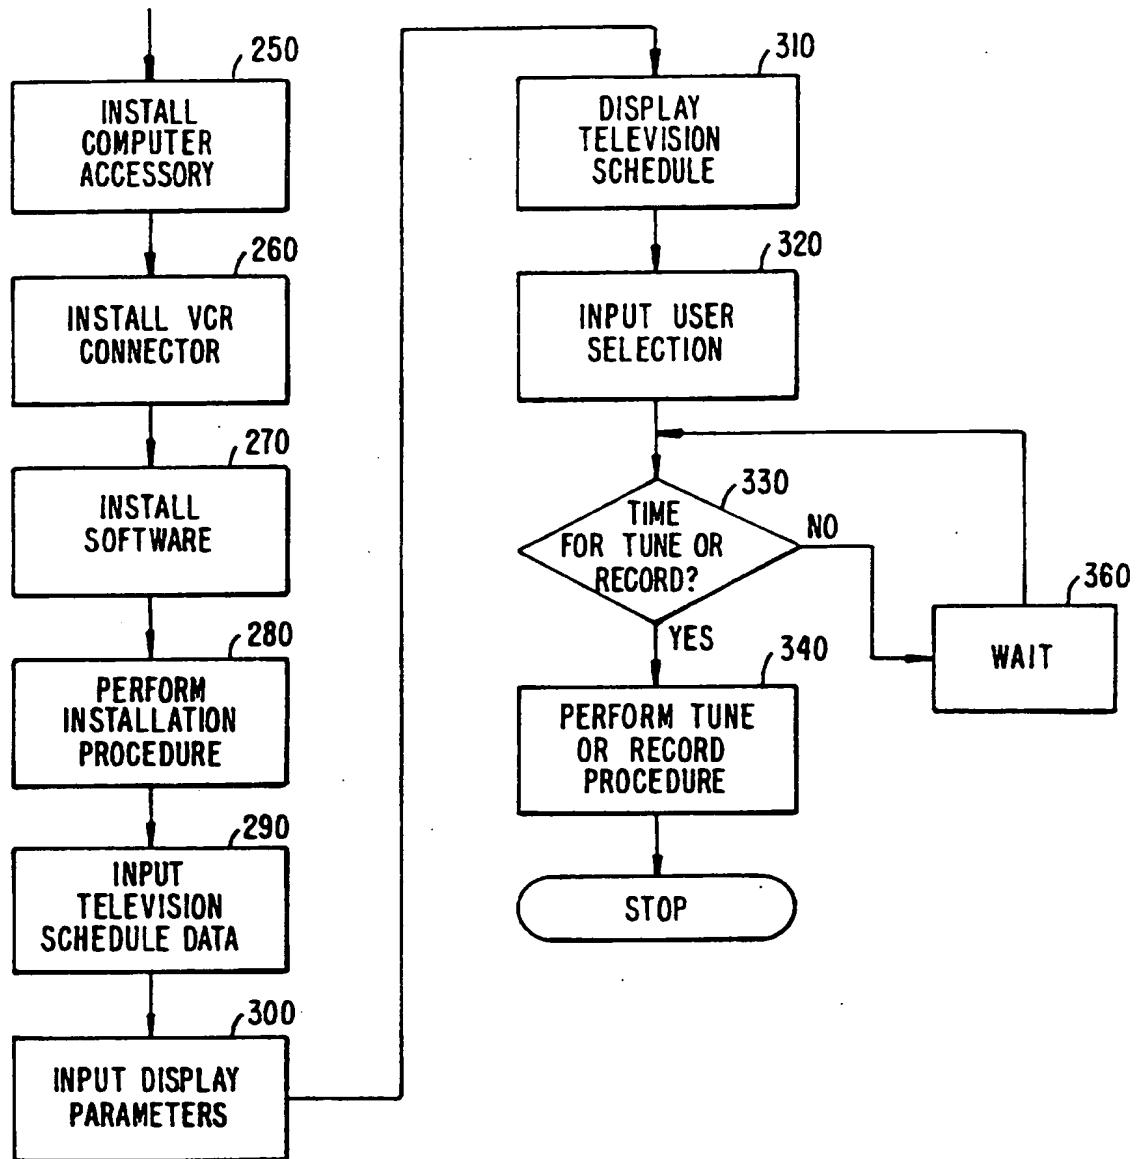 250
INSTALL
COMPUTER
ACCESSORY
260
INSTALL VCR
CONNECTOR
270
INSTALL
SOFTWARE
280
PERFORM
INSTALLATION
PROCEDURE
290
INPUT
TELEVISION
SCHEDULE DATA
300
INPUT DISPLAY
PARAMETERS
310
DISPLAY
TELEVISION
SCHEDULE
320
INPUT USER
SELECTION
330
TIME
FOR TUNE OR
RECORD?
NO
YES
360
WAIT
340
PERFORM TUNE
OR RECORD
PROCEDURE
STOP